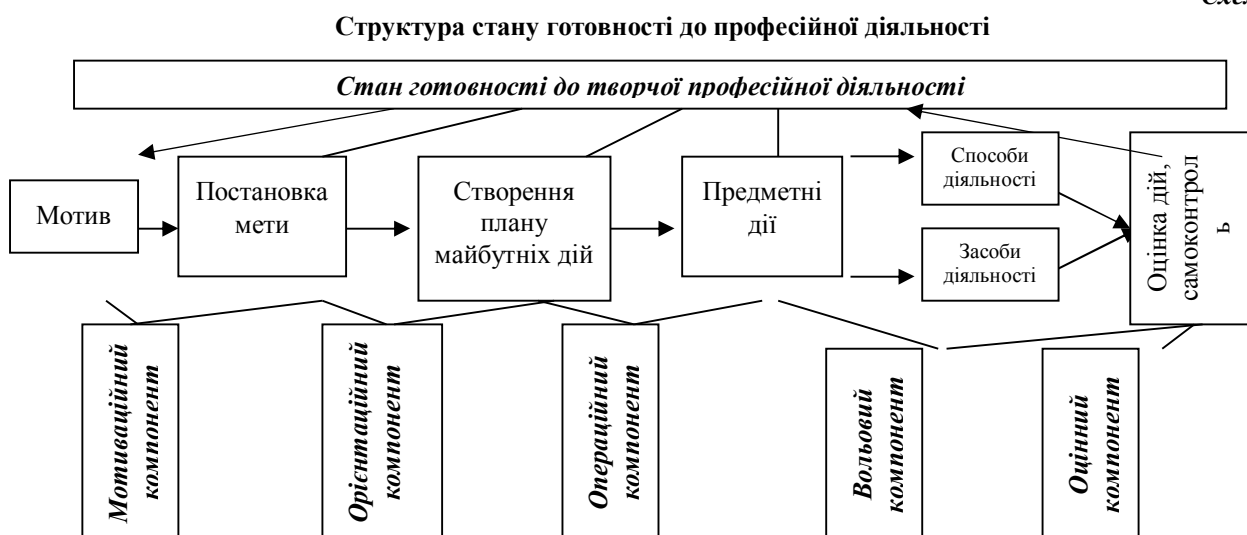 Структура стану готовності до професійної діяльності
Стан готовності до творчої професійної діяльності
Мотив
Постановка
мети
Створення
плану
майбутніх дій
Предметні
дії
Способи
діяльності
Засоби
діяльності
Оцінка дій,
самоконтрол
ь
Мотиваційний
компонент
Орієнтаційний
компонент
Операційний
компонент
Вольовий
компонент
Оцінний
компонент